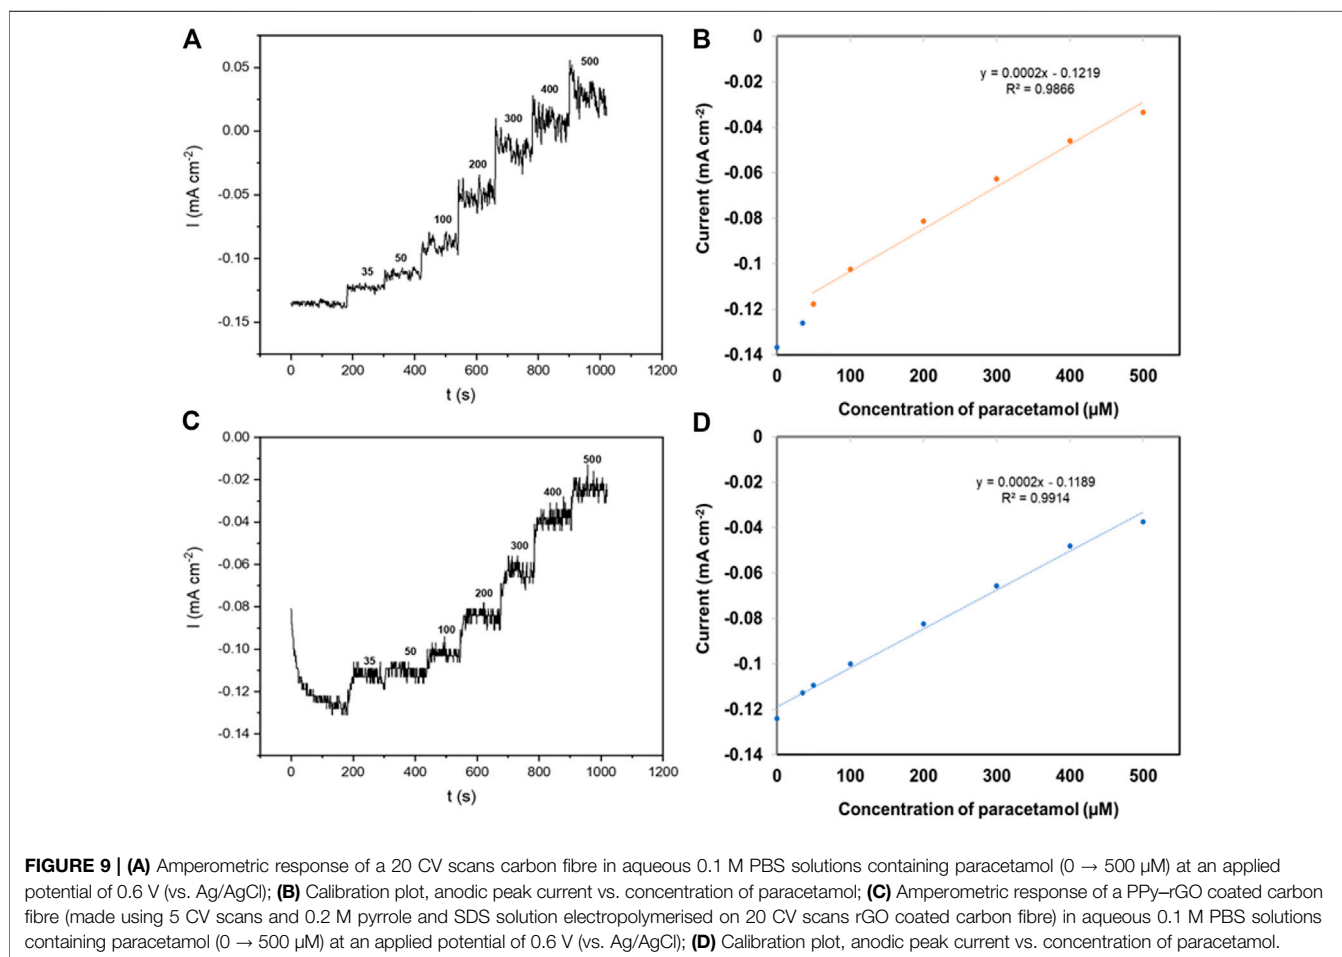 A
0.05
0.00
-0.05
-0.10
-0.15
I (mA cm-2)
35
50
100
200
300
400
500
0 200 400 600 800 1000 1200
t (s)
B
0
-0.02
-0.04
-0.06
-0.08
-0.1
-0.12
-0.14
Current (mA cm-2)
y = 0.0002x - 0.1219
R² = 0.9866
0 100 200 300 400 500
Concentration of paracetamol (µM)
C
0.00
-0.02
-0.04
-0.06
-0.08
-0.10
-0.12
-0.14
I (mA cm-2)
35
50
100
200
300
400
500
0 200 400 600 800 1000 1200
t (s)
D
0
-0.02
-0.04
-0.06
-0.08
-0.1
-0.12
-0.14
Current (mA cm-2)
y = 0.0002x - 0.1189
R² = 0.9914
0 100 200 300 400 500
Concentration of paracetamol (µM)
FIGURE 9 | (A) Amperometric response of a 20 CV scans carbon fibre in aqueous 0.1 M PBS solutions containing paracetamol (0 → 500 µM) at an applied
potential of 0.6 V (vs. Ag/AgCl); (B) Calibration plot, anodic peak current vs. concentration of paracetamol; (C) Amperometric response of a PPy–rGO coated carbon
fibre (made using 5 CV scans and 0.2 M pyrrole and SDS solution electropolymerised on 20 CV scans rGO coated carbon fibre) in aqueous 0.1 M PBS solutions
containing paracetamol (0 → 500 µM) at an applied potential of 0.6 V (vs. Ag/AgCl); (D) Calibration plot, anodic peak current vs. concentration of paracetamol.